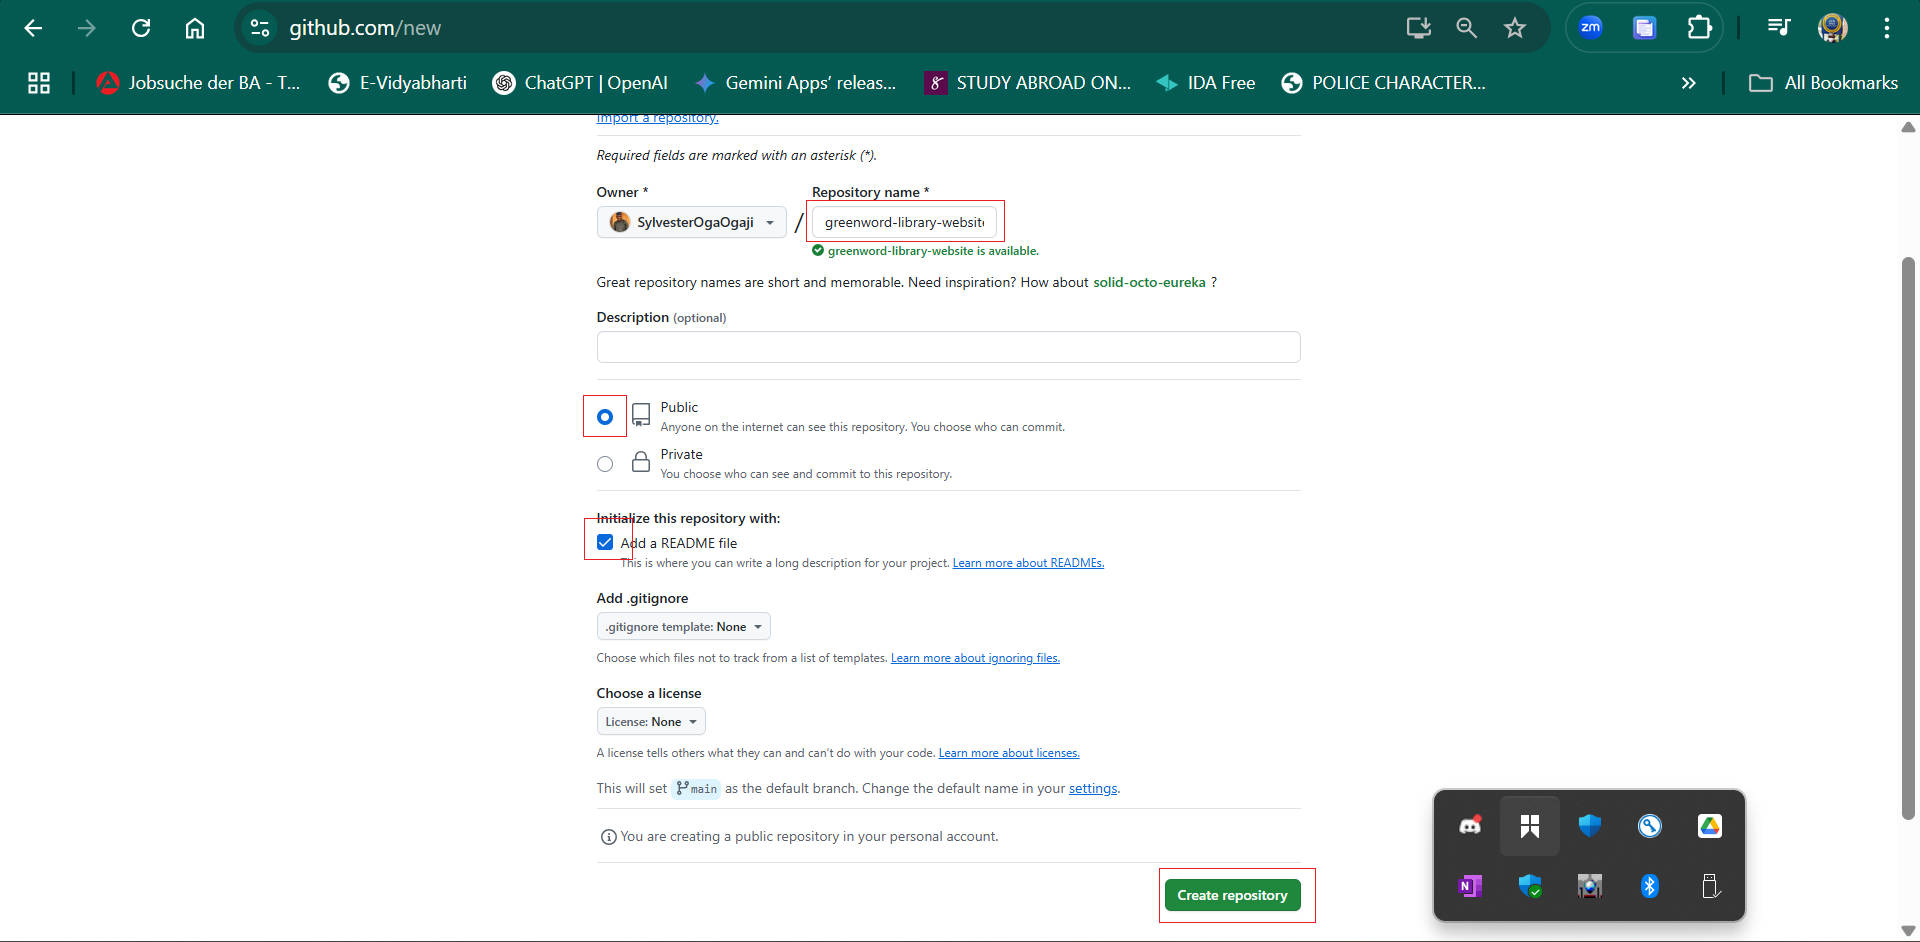 github.com/new
zm
Jobsuche der BA - T...
E-Vidyabharti
ChatGPT | OpenAI
Gemini Apps’ releas...
STUDY ABROAD ON...
IDA Free
POLICE CHARACTER...
All Bookmarks
Import a repository.
Required fields are marked with an asterisk (*).
Owner *
Repository name *
SylvesterOgaOgaji
/
greenword-library-website
greenword-library-website is available.
Great repository names are short and memorable. Need inspiration? How about solid-octo-eureka ?
Description (optional)
Public
Anyone on the internet can see this repository. You choose who can commit.
Private
You choose who can see and commit to this repository.
Initialize this repository with:
Add a README file
This is where you can write a long description for your project. Learn more about READMEs.
Add .gitignore
.gitignore template: None
Choose which files not to track from a list of templates. Learn more about ignoring files.
Choose a license
License: None
A license tells others what they can and can't do with your code. Learn more about licenses.
This will set main as the default branch. Change the default name in your settings.
You are creating a public repository in your personal account.
Create repository
N